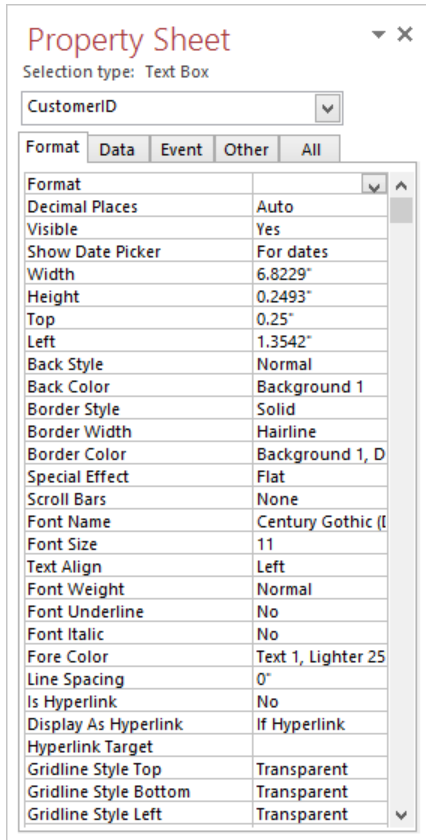 Property Sheet
Selection type: Text Box
CustomerID
Format Data Event Other All
Format
Decimal Places Auto
Visible Yes
Show Date Picker For dates
Width 6.8229"
Height 0.2493"
Top 0.25"
Left 1.3542"
Back Style Normal
Back Color Background 1
Border Style Solid
Border Width Hairline
Border Color Background 1, D
Special Effect Flat
Scroll Bars None
Font Name Century Gothic (
Font Size 11
Text Align Left
Font Weight Normal
Font Underline No
Font Italic No
Fore Color Text 1, Lighter 25
Line Spacing 0"
Is Hyperlink No
Display As Hyperlink If Hyperlink
Hyperlink Target
Gridline Style Top Transparent
Gridline Style Bottom Transparent
Gridline Style Left Transparent